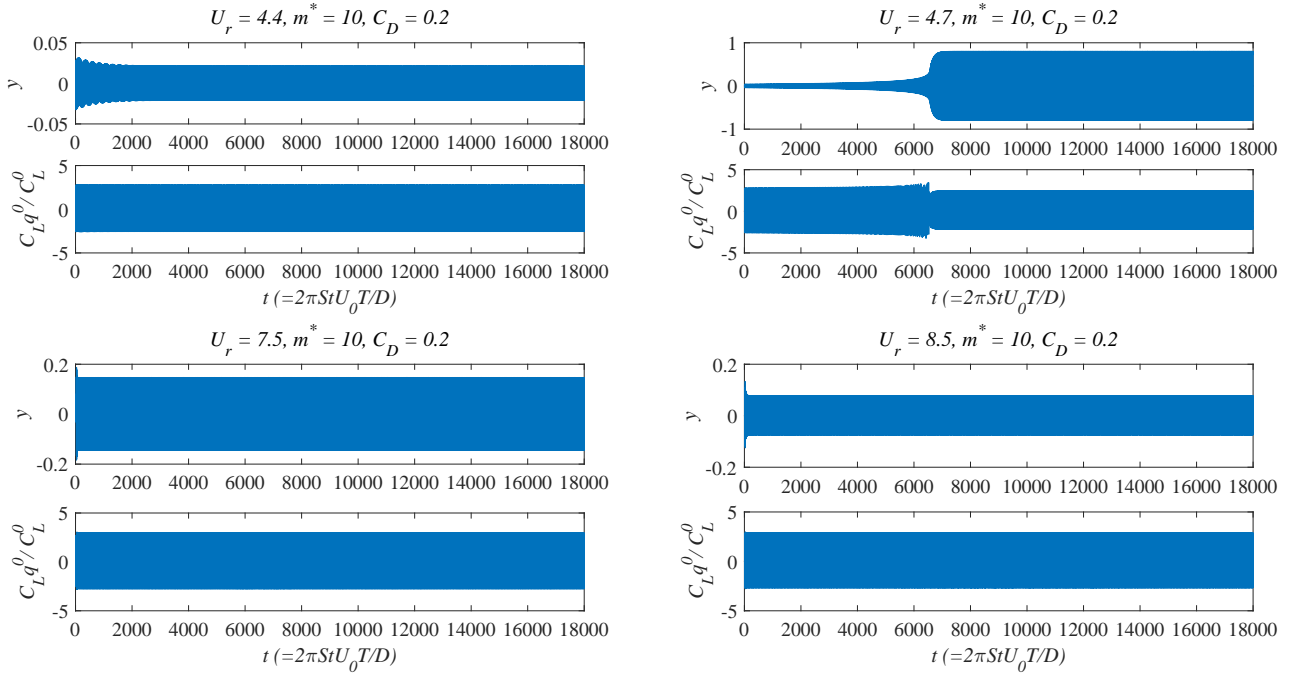 U_r = 4.4, m^* = 10, C_D = 0.2
0.05
0
-0.05
y
0 2000 4000 6000 8000 10000 12000 14000 16000 18000
5
0
-5
C_L q^0/C_L^0
0 2000 4000 6000 8000 10000 12000 14000 16000 18000
t (=2πStU_0T/D)
U_r = 4.7, m^* = 10, C_D = 0.2
1
0
-1
y
0 2000 4000 6000 8000 10000 12000 14000 16000 18000
5
0
-5
C_L q^0/C_L^0
0 2000 4000 6000 8000 10000 12000 14000 16000 18000
t (=2πStU_0T/D)
U_r = 7.5, m^* = 10, C_D = 0.2
0.2
0
-0.2
y
0 2000 4000 6000 8000 10000 12000 14000 16000 18000
5
0
-5
C_L q^0/C_L^0
0 2000 4000 6000 8000 10000 12000 14000 16000 18000
t (=2πStU_0T/D)
U_r = 8.5, m^* = 10, C_D = 0.2
0.2
0
-0.2
y
0 2000 4000 6000 8000 10000 12000 14000 16000 18000
5
0
-5
C_L q^0/C_L^0
0 2000 4000 6000 8000 10000 12000 14000 16000 18000
t (=2πStU_0T/D)